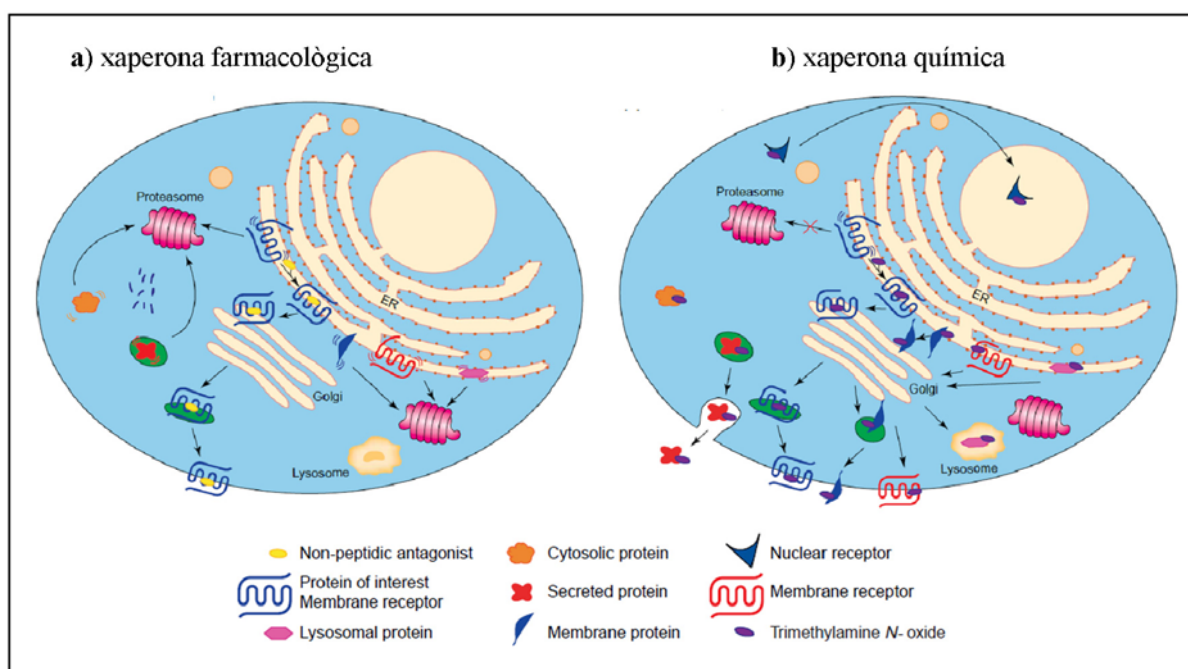 a) xaperona farmacològica
Proteasome
ER
Golgi
Lysosome
b) xaperona química
Proteasome
ER
Golgi
Lysosome
Non-peptidic antagonist
Protein of interest
Membrane receptor
Lysosomal protein
Cytosolic protein
Secreted protein
Membrane protein
Nuclear receptor
Membrane receptor
Trimethylamine N- oxide